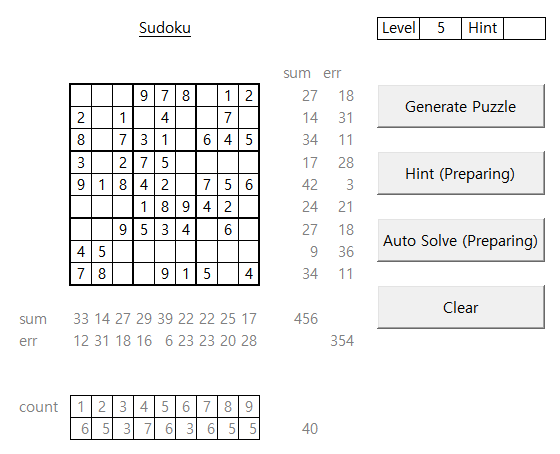 Sudoku
Level 5 Hint
sum err
9 7 8 1 2 27 18
Generate Puzzle
2 1 4 7 14 31
8 7 3 1 6 4 5 34 11
3 2 7 5 17 28
Hint (Preparing)
9 1 8 4 2 7 5 6 42 3
1 8 9 4 2 24 21
9 5 3 4 6 27 18
Auto Solve (Preparing)
4 5 9 36
7 8 9 1 5 4 34 11
Clear
sum 33 14 27 29 39 22 22 25 17 456
err 12 31 18 16 6 23 23 20 28 354
count 1 2 3 4 5 6 7 8 9
6 5 3 7 6 3 6 5 5 40